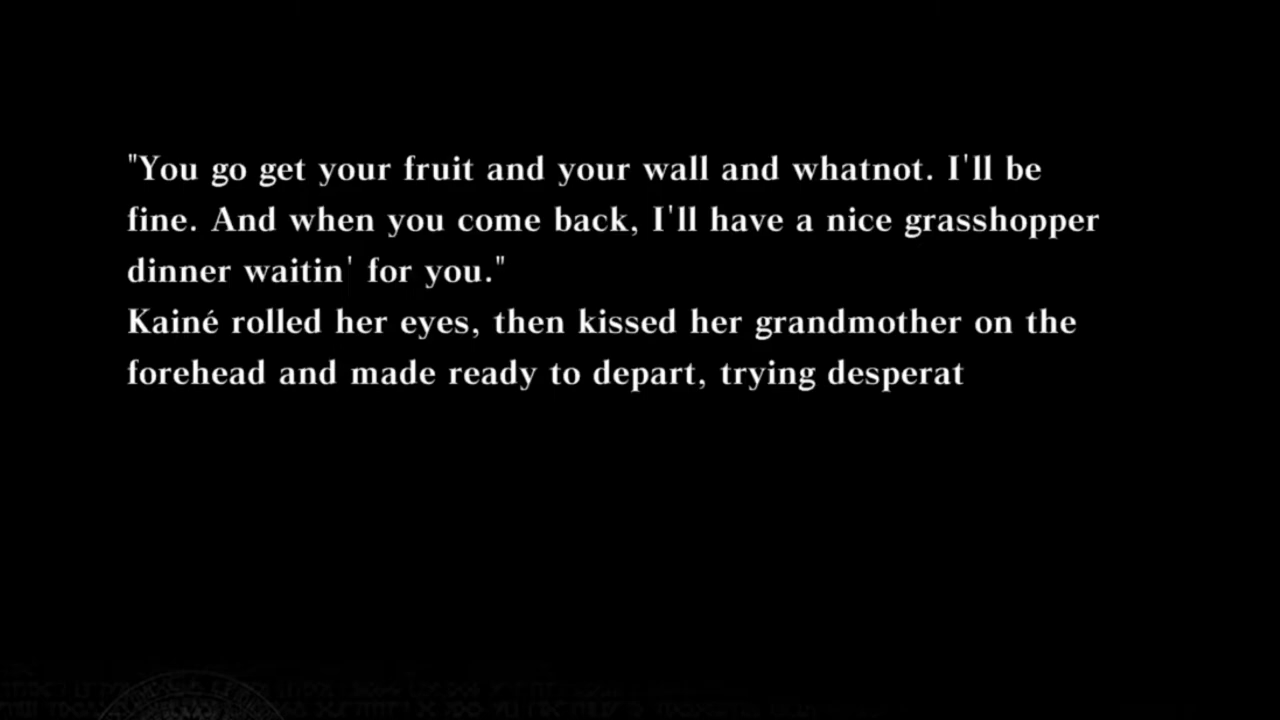 "You go get your fruit and your wall and whatnot. I'll be
fine. And when you come back, I'll have a nice grasshopper
dinner waitin' for you."
Kainé rolled her eyes, then kissed her grandmother on the
forehead and made ready to depart, trying desperat